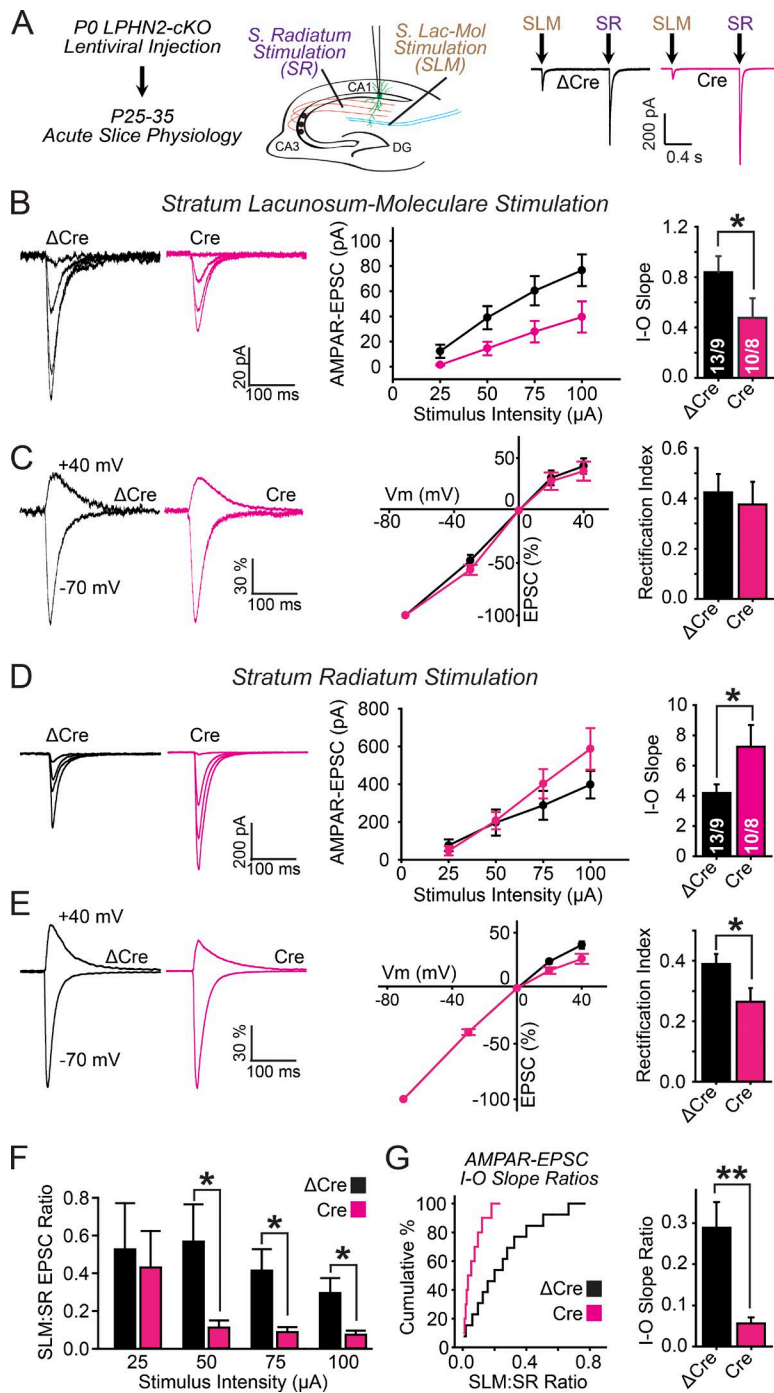 A
P0 LPHN2-cKO
Lentiviral Injection
P25-35
Acute Slice Physiology
S. Radiatum
Stimulation
(SR)
S. Lac-Mol
Stimulation
(SLM)
CA1
CA3
DG
SLM SR SLM SR
ΔCre Cre
200 pA
0.4 s
B
Stratum Lacunosum-Moleculare Stimulation
ΔCre Cre
20 pA
100 ms
AMPAR-EPSC (pA)
100
80
60
40
20
0
0 25 50 75 100
Stimulus Intensity (µA)
I-O Slope
1.2
0.8
0.4
0.0
*
13/9 10/8
ΔCre Cre
C
+40 mV
ΔCre
Cre
-70 mV
30 %
100 ms
Vm (mV)
50
0
-80 -40 0 40
-50
-100
EPSC (%)
Rectification Index
0.6
0.4
0.2
0.0
ΔCre Cre
D
Stratum Radiatum Stimulation
ΔCre Cre
200 pA
100 ms
AMPAR-EPSC (pA)
800
600
400
200
0
0 25 50 75 100
Stimulus Intensity (µA)
I-O Slope
10
8
6
4
2
0
*
13/9 10/8
ΔCre Cre
E
+40 mV
ΔCre
Cre
-70 mV
30 %
100 ms
Vm (mV)
50
0
-80 -40 0 40
-50
-100
EPSC (%)
Rectification Index
0.6
0.4
0.2
0.0
*
ΔCre Cre
F
SLM:SR EPSC Ratio
0.8
0.6
0.4
0.2
0.0
* * *
ΔCre
Cre
25 50 75 100
Stimulus Intensity (µA)
G
AMPAR-EPSC
I-O Slope Ratios
Cumulative %
100
80
60
40
20
0
ΔCre
Cre
0.0 0.2 0.4 0.6 0.8
SLM:SR Ratio
I-O Slope Ratio
0.3
0.2
0.1
0.0
**
ΔCre Cre